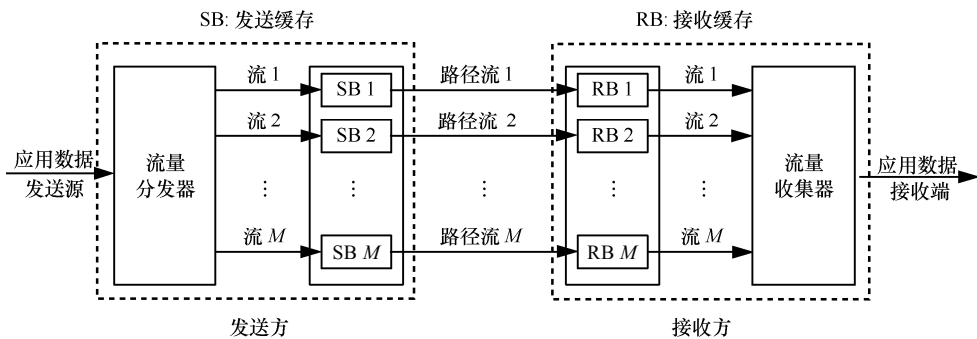 SB: 发送缓存 RB: 接收缓存
流 1 SB 1 路径流 1 RB 1 流 1
流 2 SB 2 路径流 2 RB 2 流 2
应用数据
发送源
流量
分发器
⋮ ⋮ ⋮ ⋮ ⋮
流量
收集器
应用数据
接收端
流 M SB M 路径流 M RB M 流 M
发送方 接收方